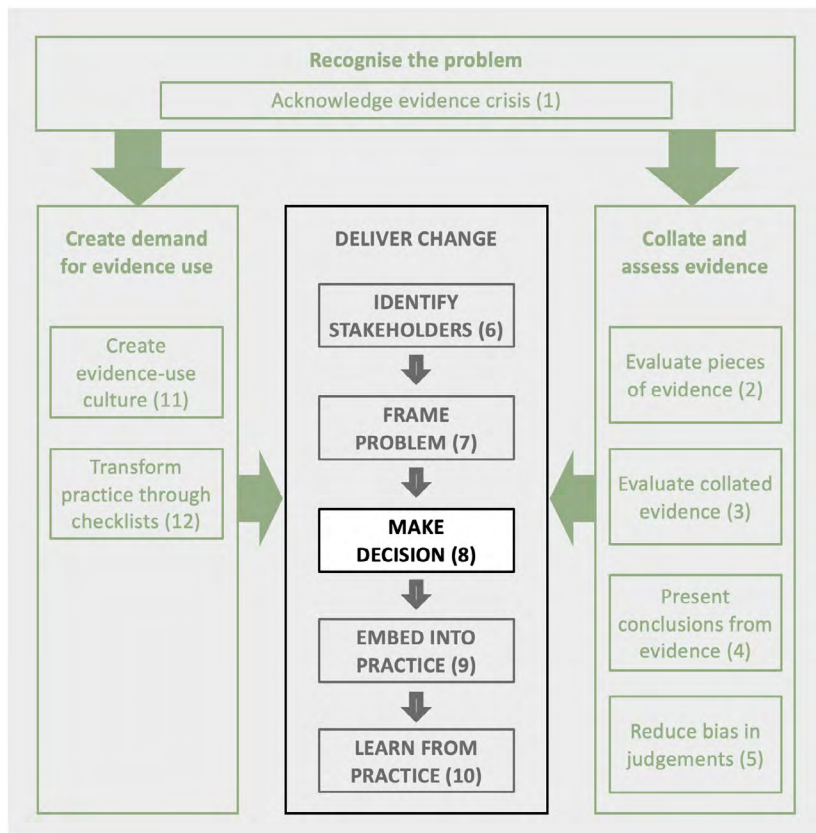 Recognise the problem
Acknowledge evidence crisis (1)
Create demand
for evidence use
Create
evidence-use
culture (11)
Transform
practice through
checklists (12)
DELIVER CHANGE
IDENTIFY
STAKEHOLDERS (6)
FRAME
PROBLEM (7)
MAKE
DECISION (8)
EMBED INTO
PRACTICE (9)
LEARN FROM
PRACTICE (10)
Collate and
assess evidence
Evaluate pieces
of evidence (2)
Evaluate collated
evidence (3)
Present
conclusions from
evidence (4)
Reduce bias in
judgements (5)